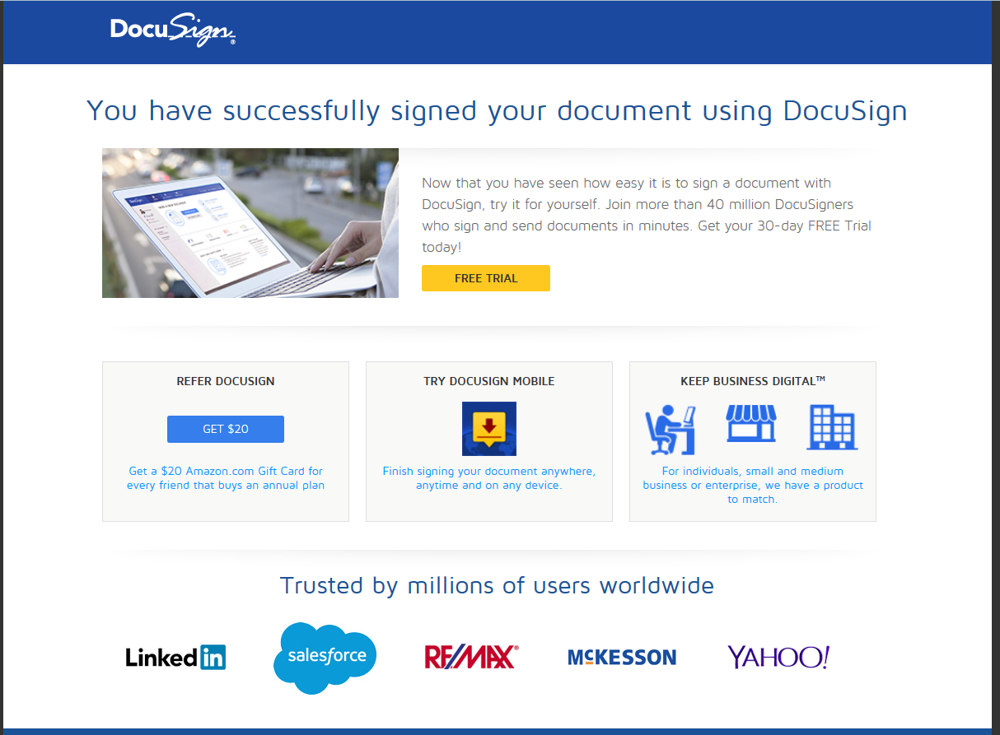 DocuSign®
You have successfully signed your document using DocuSign
Now that you have seen how easy it is to sign a document with
DocuSign, try it for yourself. Join more than 40 million DocuSigners
who sign and send documents in minutes. Get your 30-day FREE Trial
today!
FREE TRIAL
REFER DOCUSIGN
GET $20
Get a $20 Amazon.com Gift Card for
every friend that buys an annual plan
TRY DOCUSIGN MOBILE
Finish signing your document anywhere,
anytime and on any device.
KEEP BUSINESS DIGITAL™
For individuals, small and medium
business or enterprise, we have a product
to match.
Trusted by millions of users worldwide
LinkedIn
salesforce
RE/MAX®
McKESSON
YAHOO!